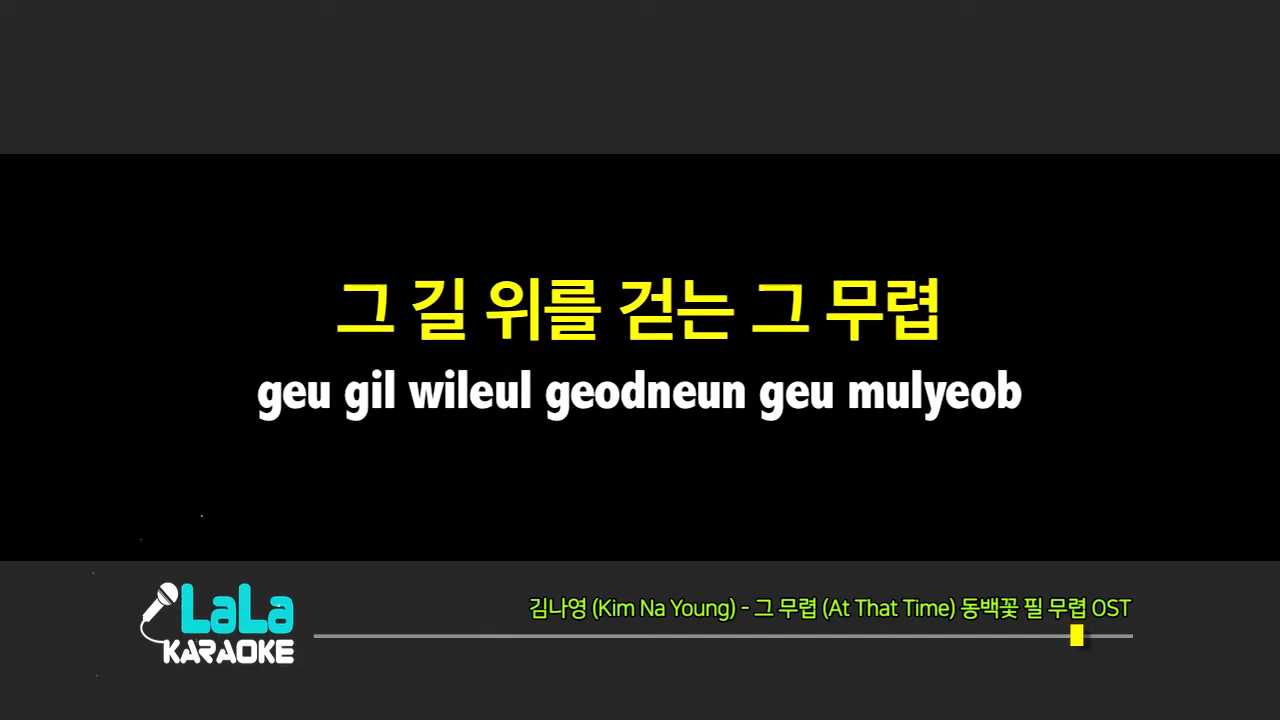 그 길 위를 걷는 그 무렵
geu gil wileul geodneun geu mulyeob
김나영 (Kim Na Young) - 그 무렵 (At That Time) 동백꽃 필 무렵 OST
LaLa
KARAOKE